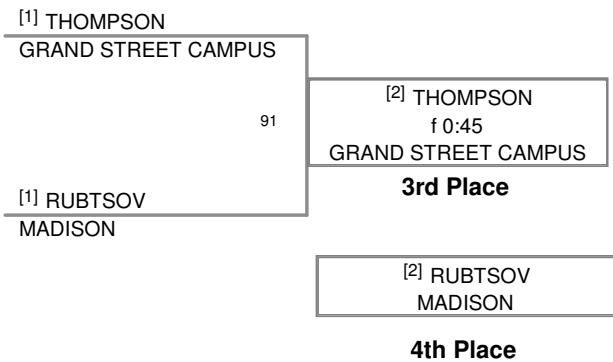 [1] THOMPSON
GRAND STREET CAMPUS
91
[1] RUBTSOV
MADISON
[2] THOMPSON
f 0:45
GRAND STREET CAMPUS
3rd Place
[2] RUBTSOV
MADISON
4th Place